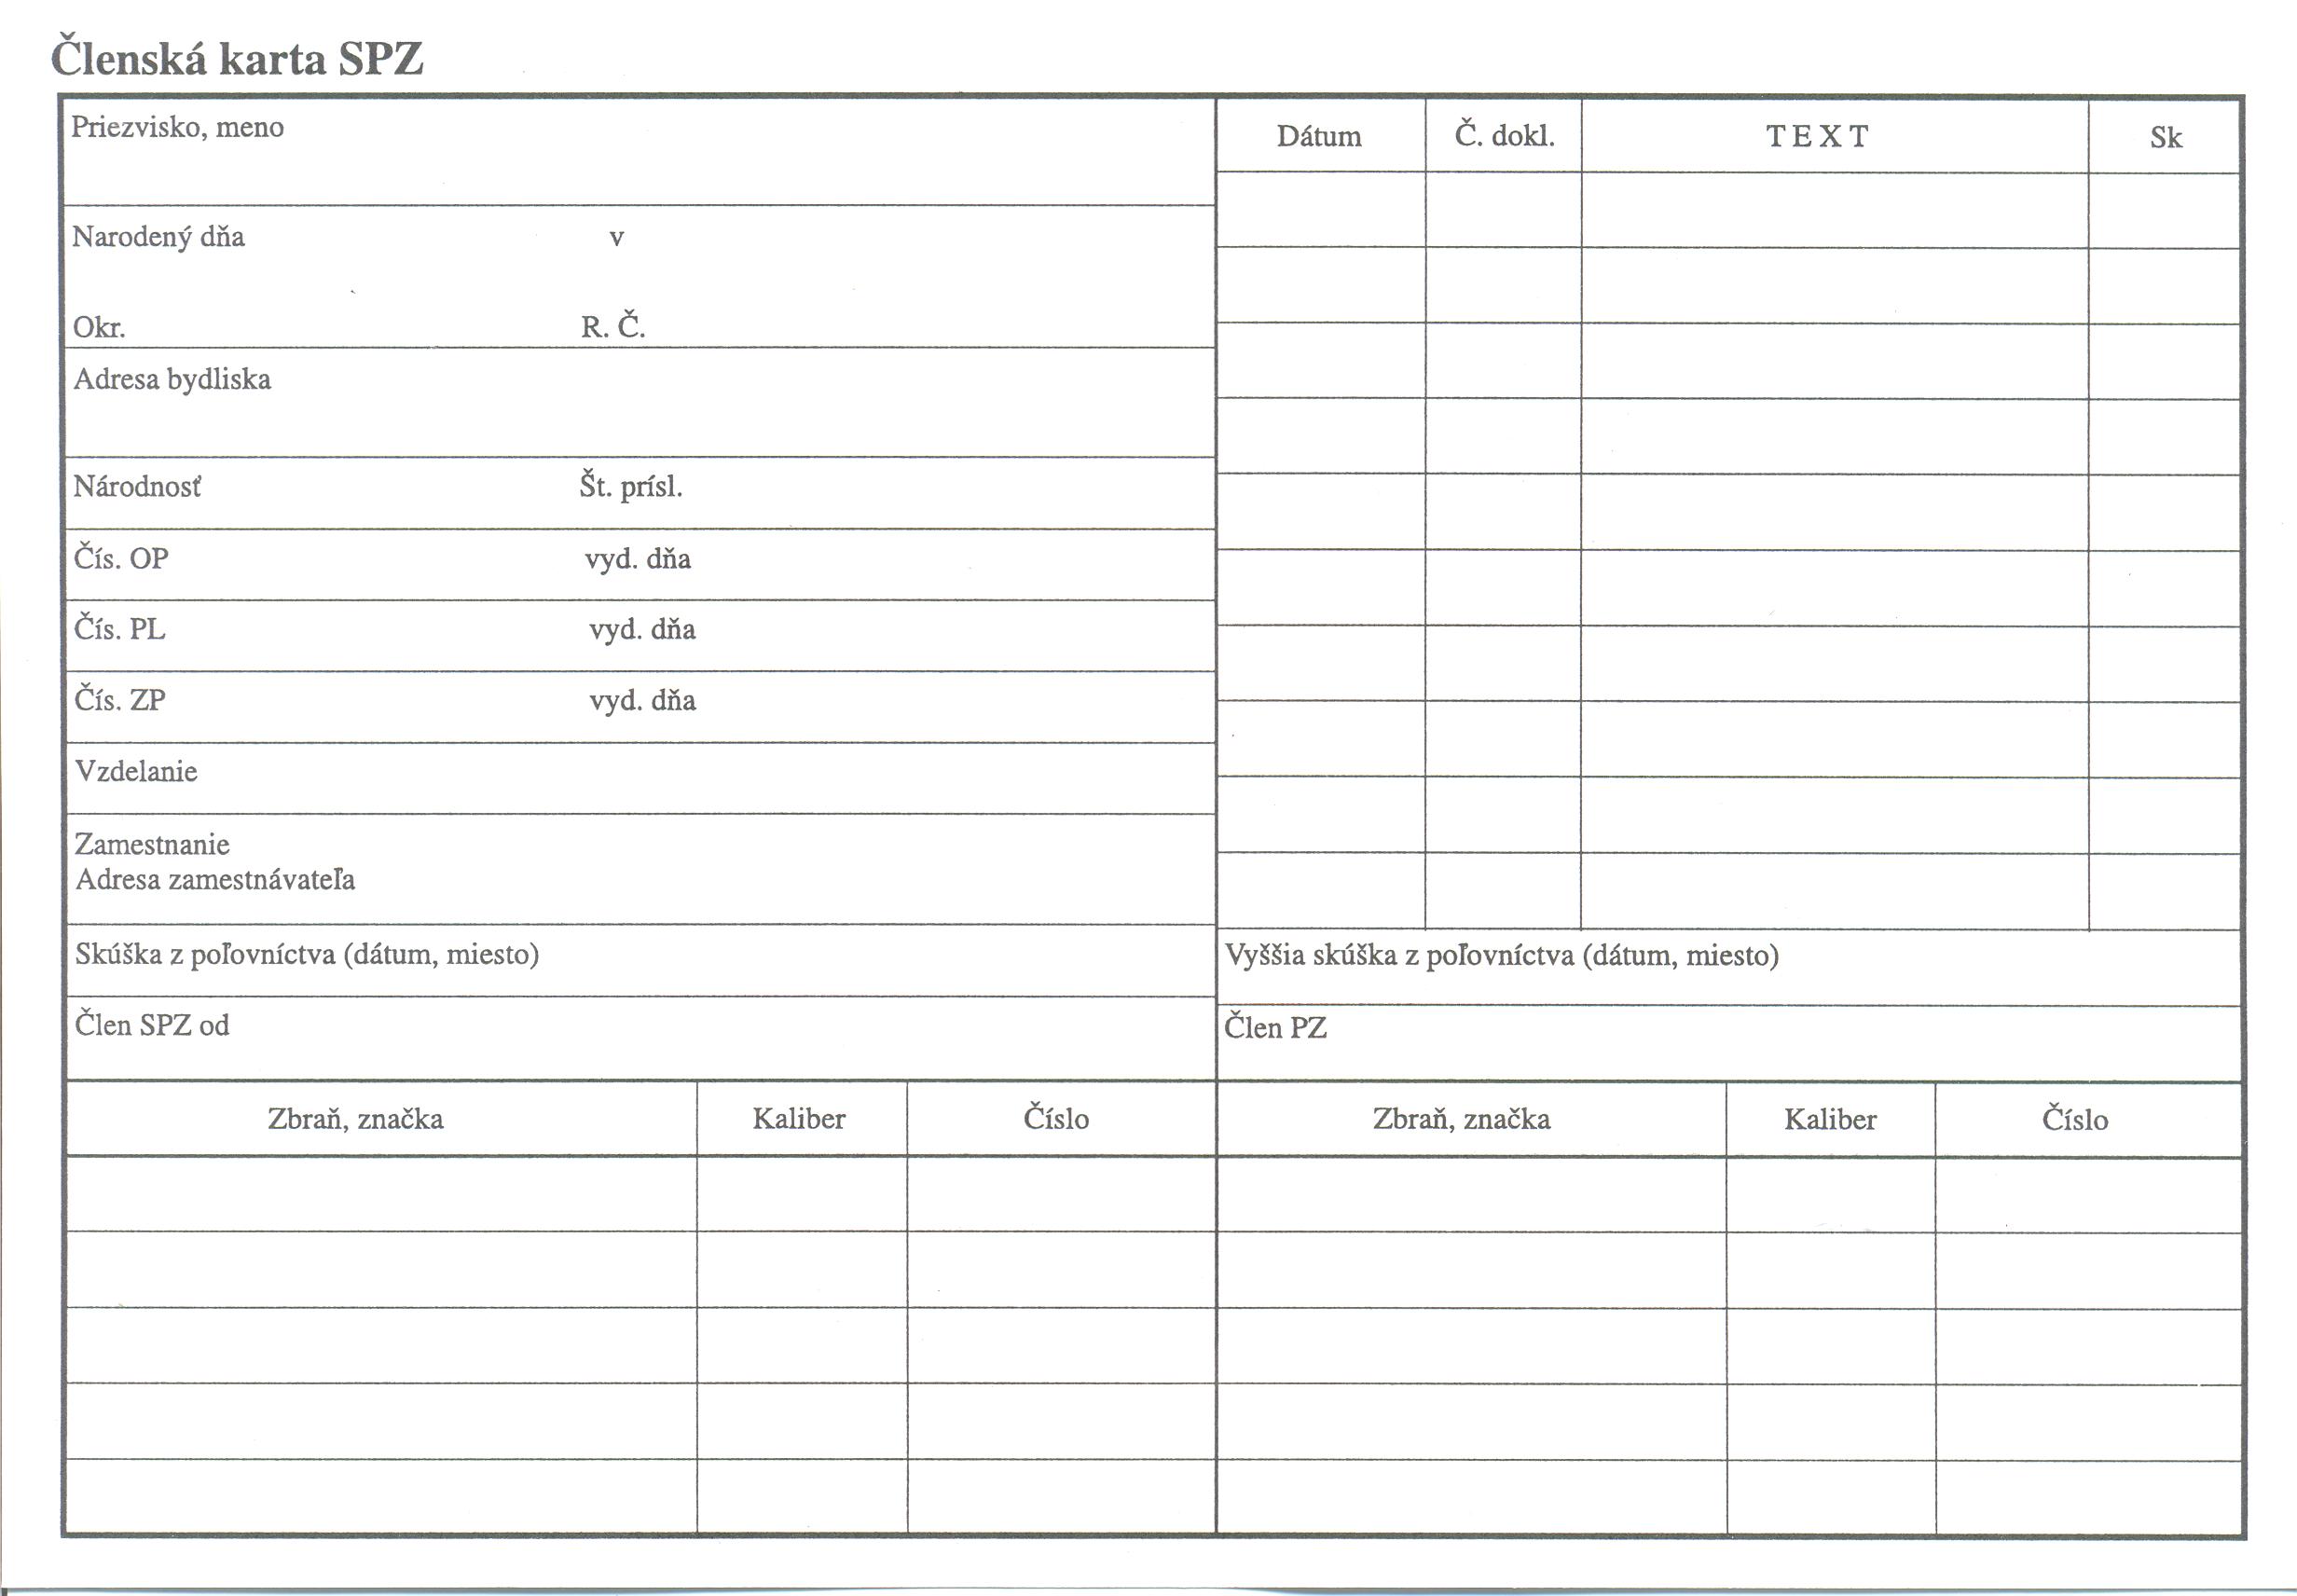 Členská karta SPZ
Priezvisko, meno
Narodený dňa v
Okr. R. Č.
Adresa bydliska
Národnosť Št. prísl.
Čís. OP vyd. dňa
Čís. PL vyd. dňa
Čís. ZP vyd. dňa
Vzdelanie
Zamestnanie
Adresa zamestnávateľa
Skúška z poľovníctva (dátum, miesto)
Člen SPZ od
Dátum Č. dokl. TEXT Sk
Vyššia skúška z poľovníctva (dátum, miesto)
Člen PZ
Zbraň, značka Kaliber Číslo Zbraň, značka Kaliber Číslo